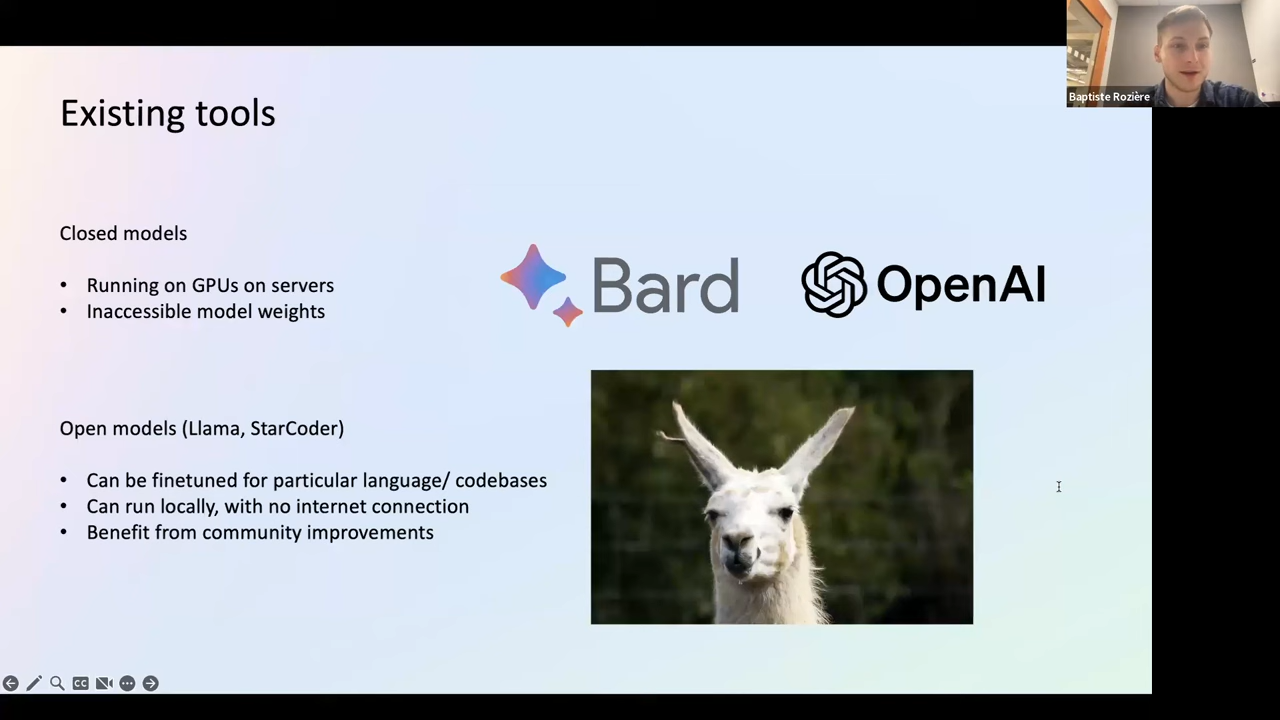 Baptiste Rozière
Existing tools
Closed models
• Running on GPUs on servers
• Inaccessible model weights
Bard
OpenAI
Open models (Llama, StarCoder)
• Can be finetuned for particular language/ codebases
• Can run locally, with no internet connection
• Benefit from community improvements
CC